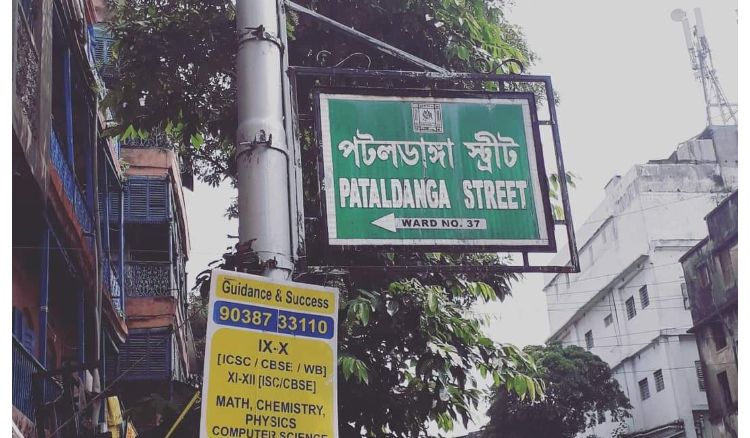 পটলডাঙ্গা স্ট্রীট
PATALDANGA STREET
WARD NO. 37
Guidance & Success
90387 33110
IX-X
[ICSC / CBSE / WB]
XI-XII [ISC/CBSE]
MATH, CHEMISTRY,
PHYSICS
COMPUTER SCIENCE